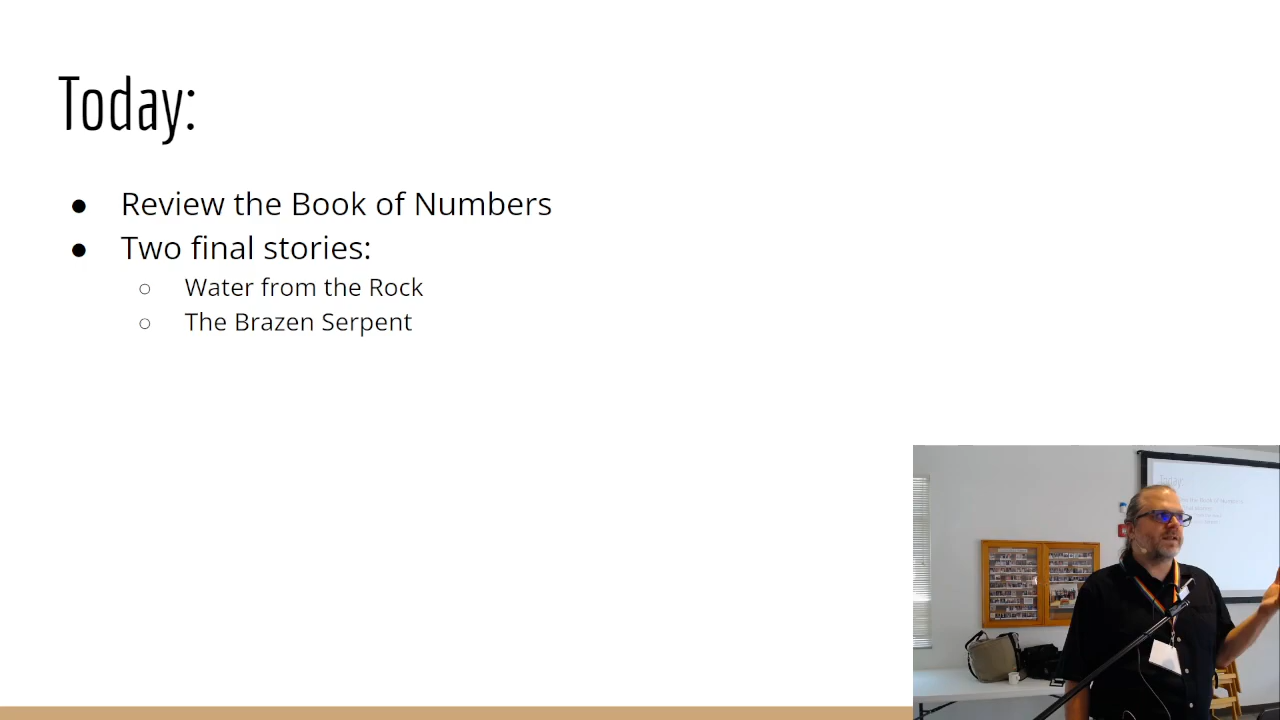 Today:
● Review the Book of Numbers
● Two final stories:
○ Water from the Rock
○ The Brazen Serpent